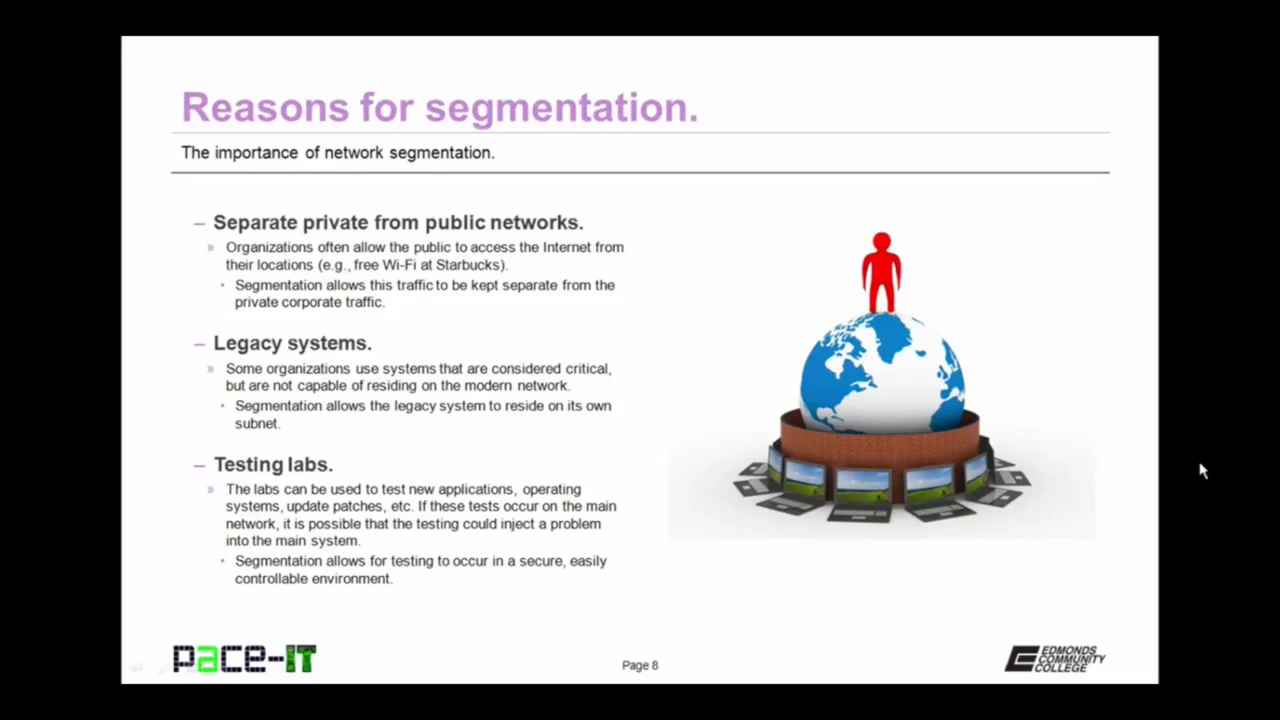 Reasons for segmentation.
The importance of network segmentation.
– Separate private from public networks.
» Organizations often allow the public to access the Internet from
their locations (e.g., free Wi-Fi at Starbucks).
• Segmentation allows this traffic to be kept separate from the
private corporate traffic.
– Legacy systems.
» Some organizations use systems that are considered critical,
but are not capable of residing on the modern network.
• Segmentation allows the legacy system to reside on its own
subnet.
– Testing labs.
» The labs can be used to test new applications, operating
systems, update patches, etc. If these tests occur on the main
network, it is possible that the testing could inject a problem
into the main system.
• Segmentation allows for testing to occur in a secure, easily
controllable environment.
pace-IT
Page 8
EDMONDS
COMMUNITY
COLLEGE